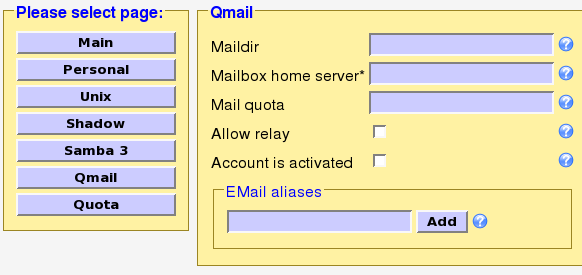 Please select page:
Main
Personal
Unix
Shadow
Samba 3
Qmail
Quota
Qmail
Maildir ?
Mailbox home server* ?
Mail quota ?
Allow relay ?
Account is activated ?
EMail aliases
Add ?